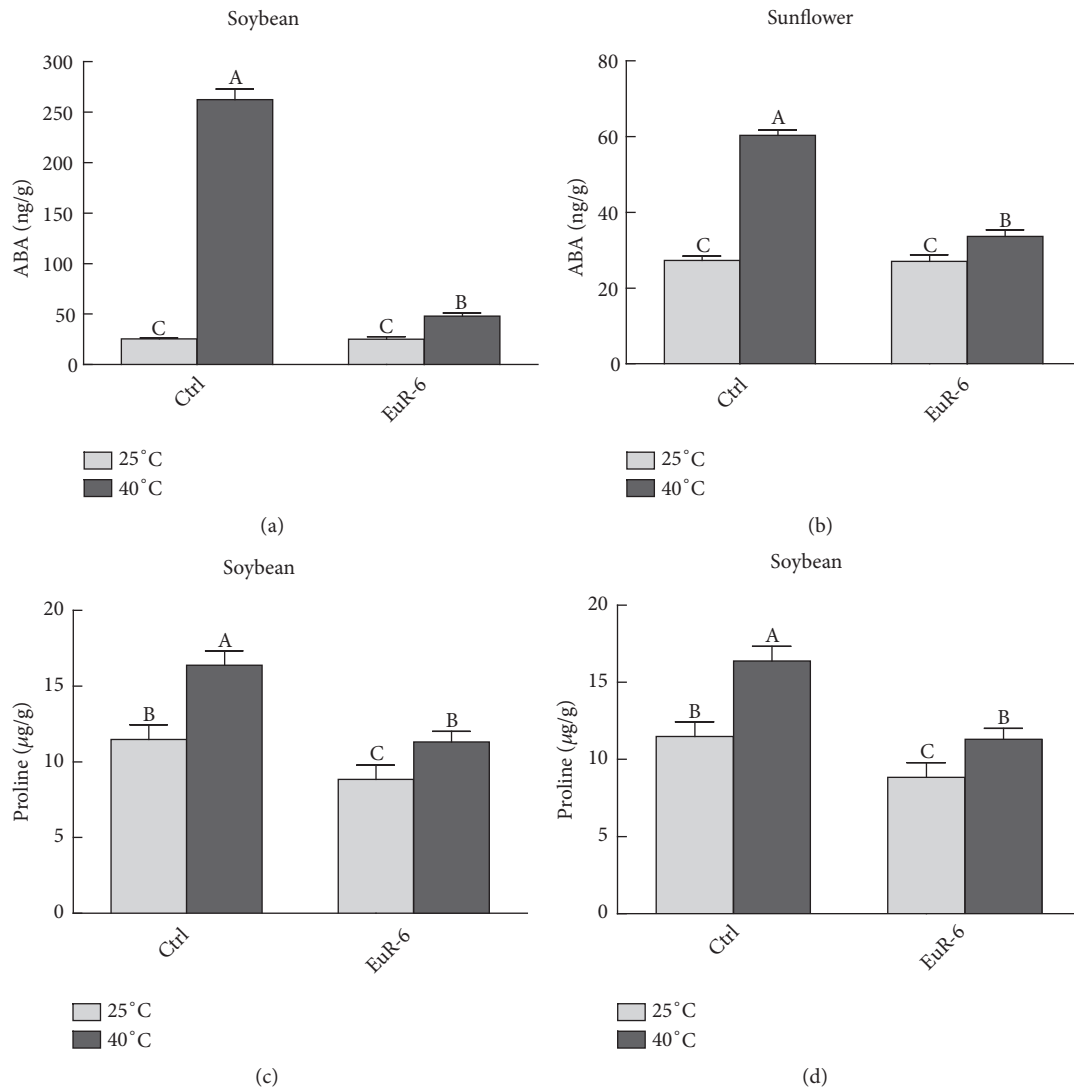 Soybean
300
250
200
150
100
50
0
ABA (ng/g)
C
A
C
B
Ctrl
EuR-6
25°C
40°C
(a)
Sunflower
80
60
40
20
0
ABA (ng/g)
C
A
C
B
Ctrl
EuR-6
25°C
40°C
(b)
Soybean
20
15
10
5
0
Proline (μg/g)
B
A
C
B
Ctrl
EuR-6
25°C
40°C
(c)
Soybean
20
15
10
5
0
Proline (μg/g)
B
A
C
B
Ctrl
EuR-6
25°C
40°C
(d)